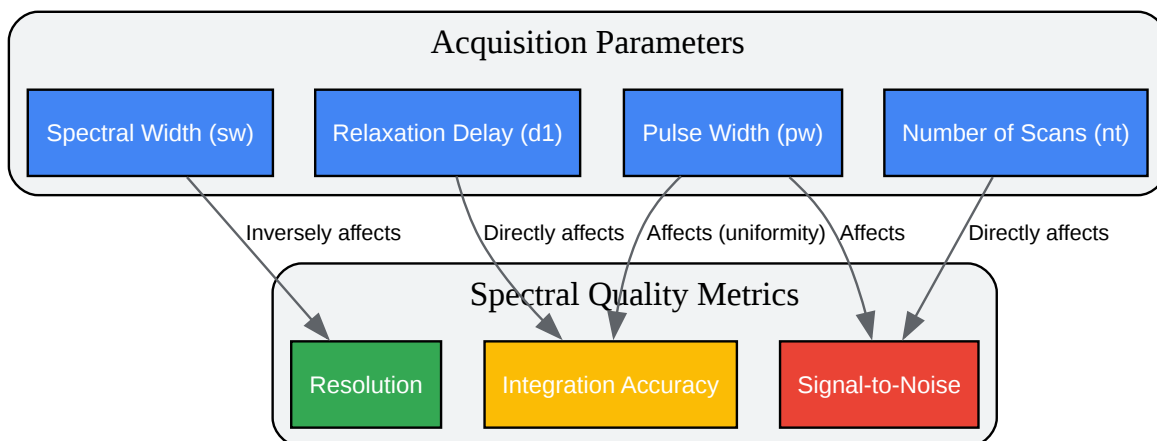 Acquisition Parameters
Spectral Width (sw)
Relaxation Delay (d1)
Pulse Width (pw)
Number of Scans (nt)
Inversely affects
Directly affects
Affects (uniformity)
Affects
Directly affects
Spectral Quality Metrics
Resolution
Integration Accuracy
Signal-to-Noise